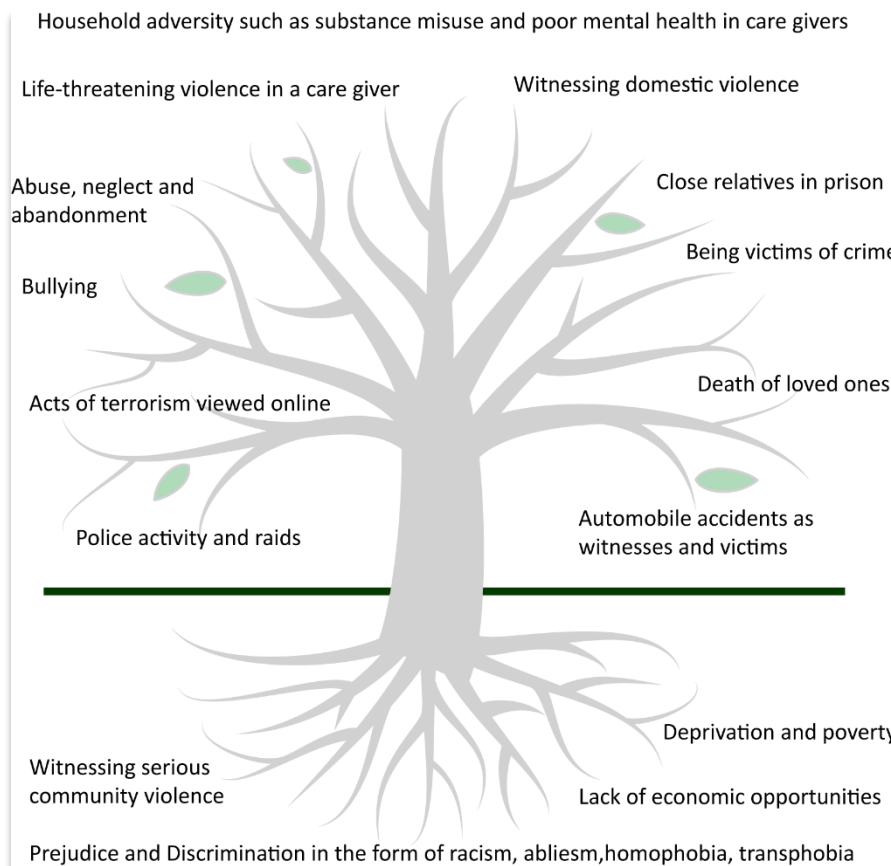 Household adversity such as substance misuse and poor mental health in care givers
Life-threatening violence in a care giver
Witnessing domestic violence
Abuse, neglect and
abandonment
Close relatives in prison
Being victims of crime
Bullying
Death of loved ones
Acts of terrorism viewed online
Police activity and raids
Automobile accidents as
witnesses and victims
Deprivation and poverty
Witnessing serious
community violence
Lack of economic opportunities
Prejudice and Discrimination in the form of racism, abliesm,homophobia, transphobia